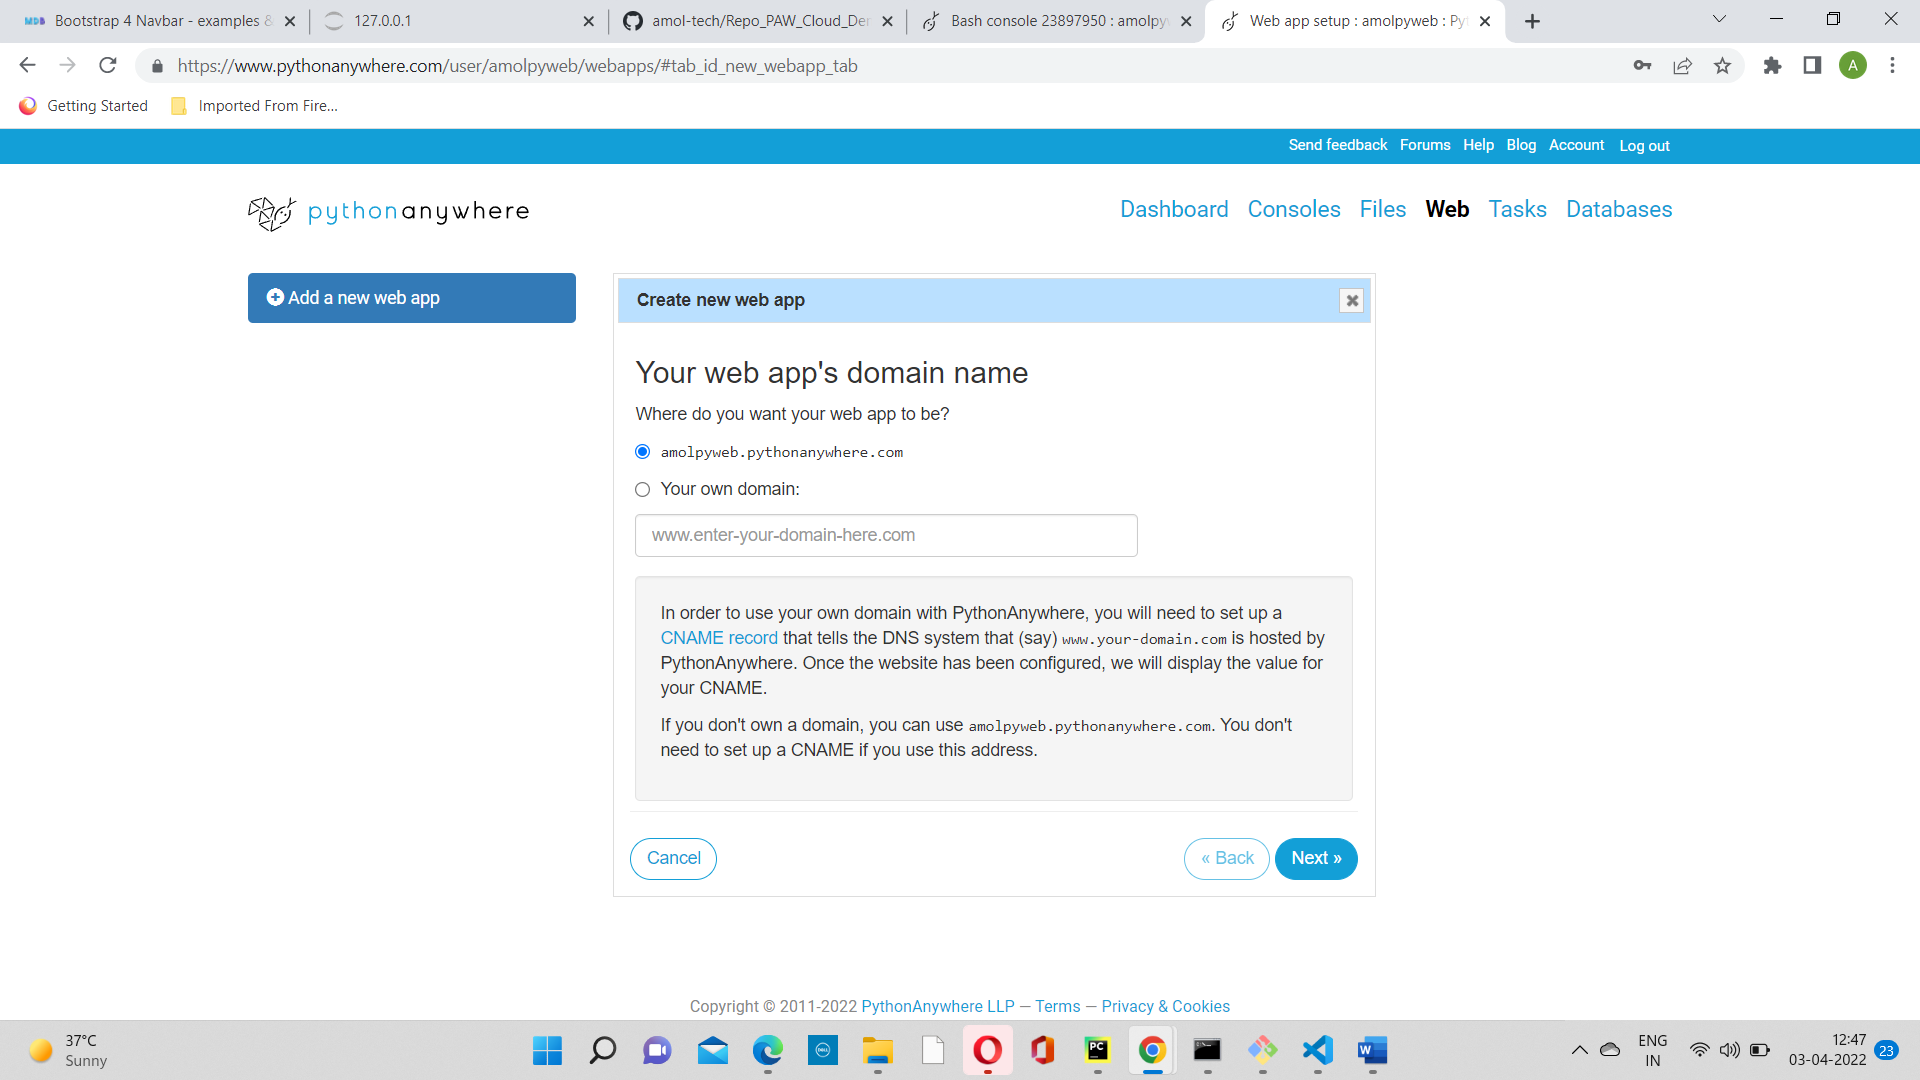 MDB Bootstrap 4 Navbar - examples &
127.0.0.1
amol-tech/Repo_PAW_Cloud_Der
Bash console 23897950 : amolpyw
Web app setup : amolpyweb : Pyt
https://www.pythonanywhere.com/user/amolpyweb/webapps/#tab_id_new_webapp_tab
A
Getting Started
Imported From Fire...
Send feedback Forums Help Blog Account Log out
pythonanywhere
Dashboard Consoles Files Web Tasks Databases
Add a new web app
Create new web app
Your web app's domain name
Where do you want your web app to be?
amolpyweb.pythonanywhere.com
Your own domain:
www.enter-your-domain-here.com
In order to use your own domain with PythonAnywhere, you will need to set up a
CNAME record that tells the DNS system that (say) www.your-domain.com is hosted by
PythonAnywhere. Once the website has been configured, we will display the value for
your CNAME.
If you don't own a domain, you can use amolpyweb.pythonanywhere.com. You don't
need to set up a CNAME if you use this address.
Cancel
« Back
Next »
Copyright © 2011-2022 PythonAnywhere LLP — Terms — Privacy & Cookies
37°C
Sunny
DELL
PC
W
ENG
IN
12:47
03-04-2022
23